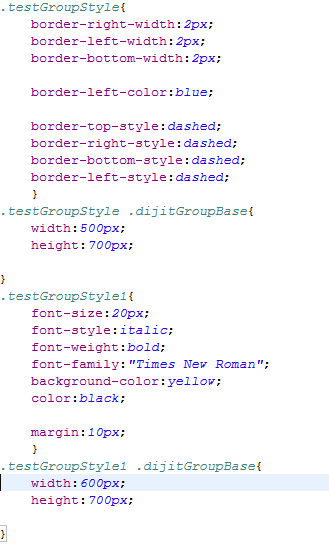 .testGroupStyle{
border-right-width:2px;
border-left-width:2px;
border-bottom-width:2px;
border-left-color:blue;
border-top-style:dashed;
border-right-style:dashed;
border-bottom-style:dashed;
border-left-style:dashed;
}
.testGroupStyle .dijitGroupBase{
width:500px;
height:700px;
}
.testGroupStyle1{
font-size:20px;
font-style:italic;
font-weight:bold;
font-family:"Times New Roman";
background-color:yellow;
color:black;
margin:10px;
}
.testGroupStyle1 .dijitGroupBase{
width:600px;
height:700px;
}